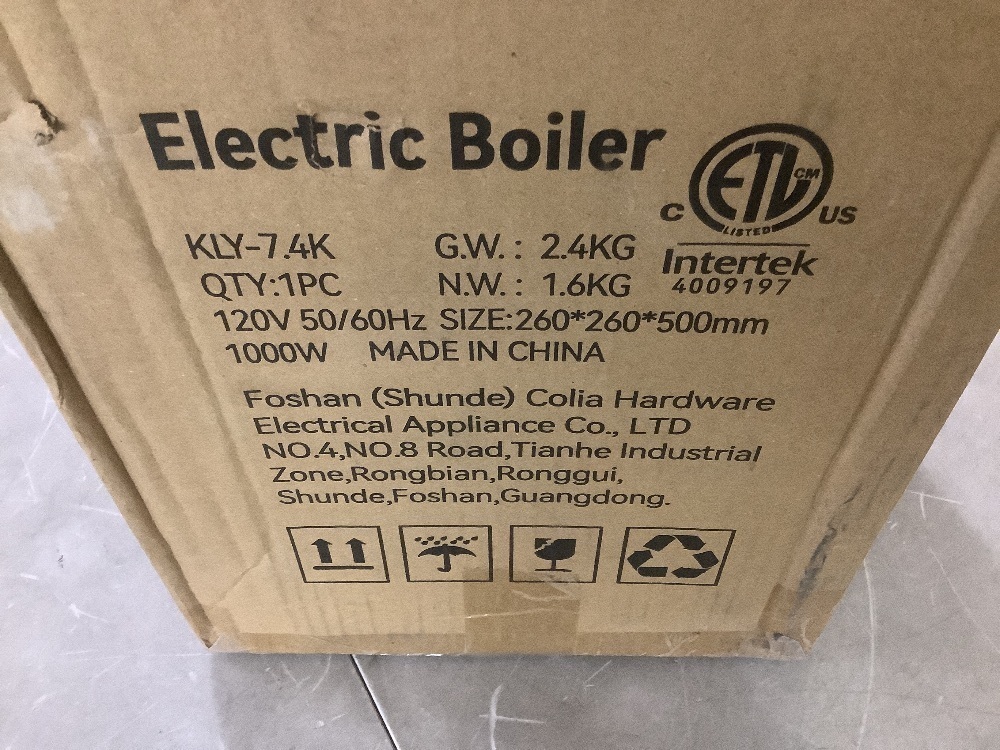 Electric Boiler
C ETL CM US
LISTED
Intertek
4009197
KLY-7.4K G.W.: 2.4KG
QTY:1PC N.W.: 1.6KG
120V 50/60Hz SIZE:260*260*500mm
1000W MADE IN CHINA
Foshan (Shunde) Colia Hardware
Electrical Appliance Co., LTD
NO.4,NO.8 Road,Tianhe Industrial
Zone,Rongbian,Ronggui,
Shunde,Foshan,Guangdong.